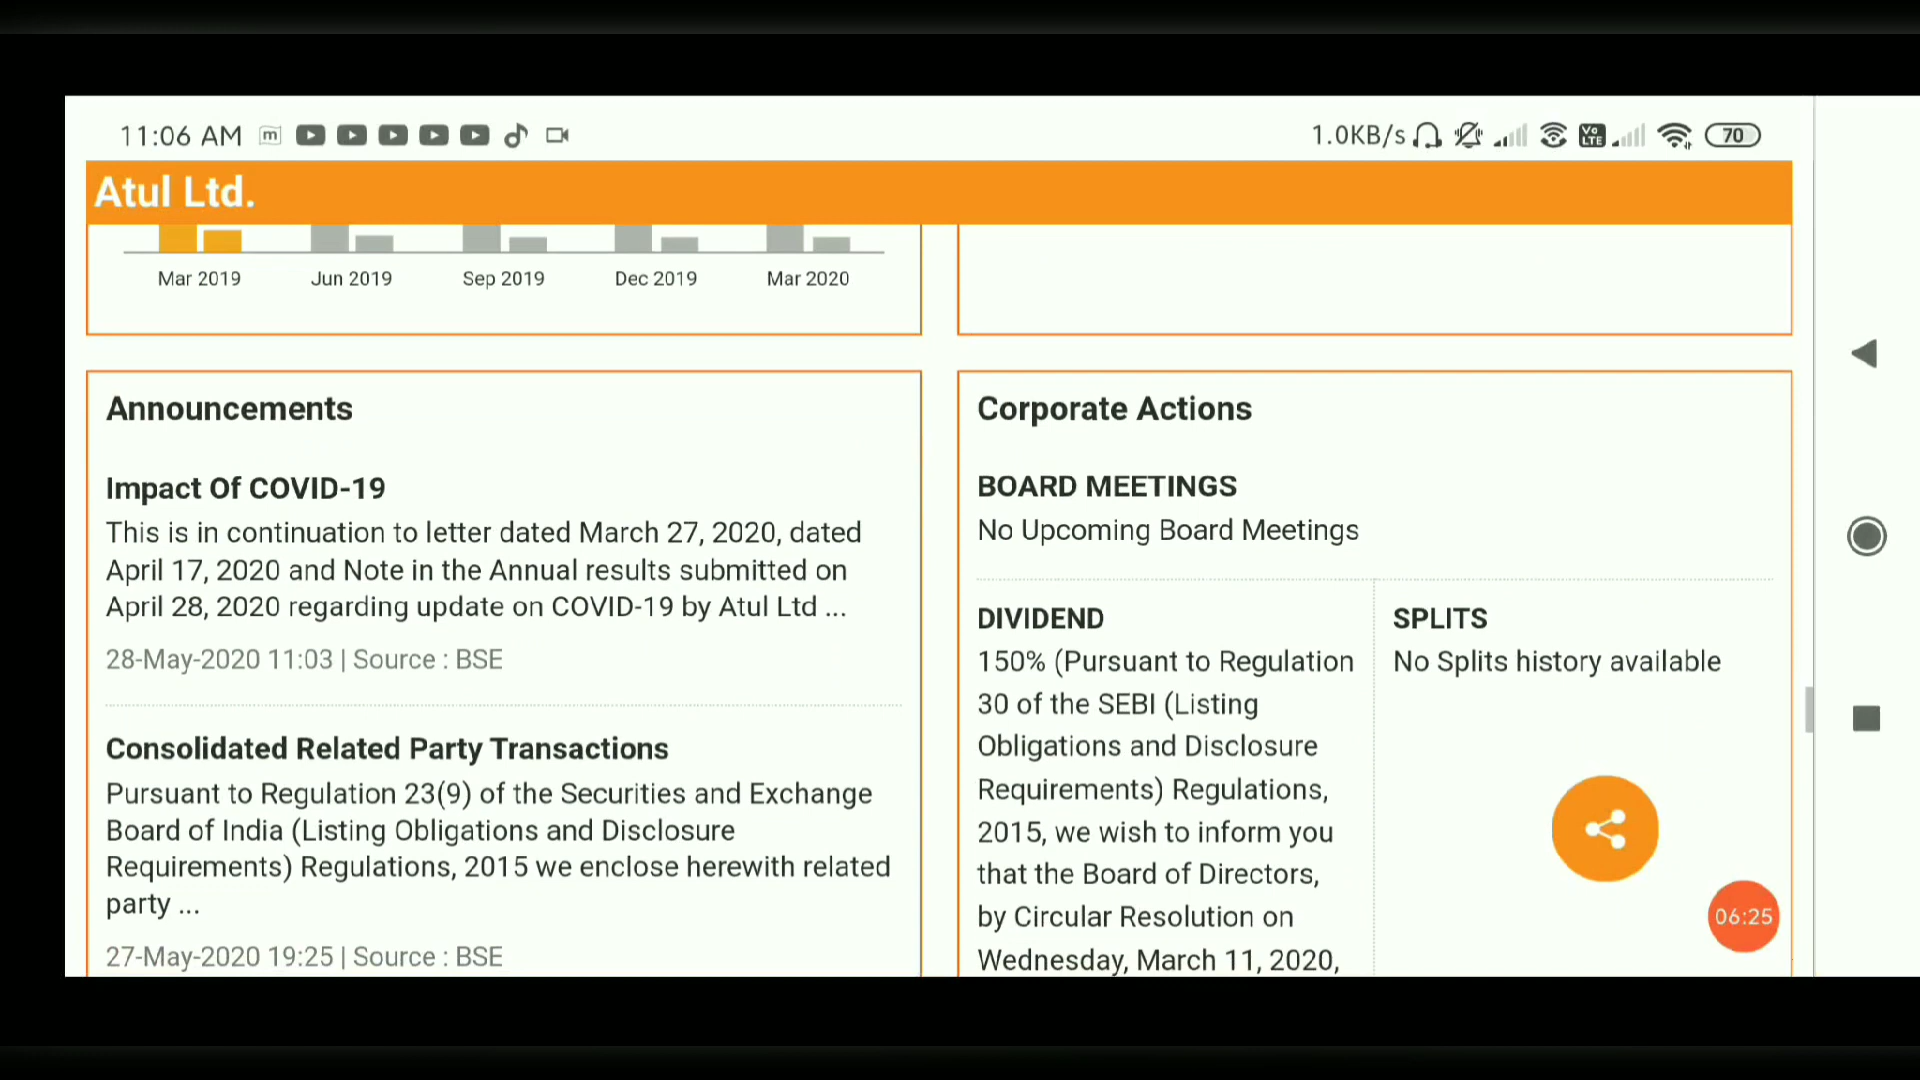 11:06 AM
1.0KB/s
Vo
LTE
70
Atul Ltd.
Mar 2019
Jun 2019
Sep 2019
Dec 2019
Mar 2020
Announcements
Impact Of COVID-19
This is in continuation to letter dated March 27, 2020, dated
April 17, 2020 and Note in the Annual results submitted on
April 28, 2020 regarding update on COVID-19 by Atul Ltd ...
28-May-2020 11:03 | Source : BSE
Consolidated Related Party Transactions
Pursuant to Regulation 23(9) of the Securities and Exchange
Board of India (Listing Obligations and Disclosure
Requirements) Regulations, 2015 we enclose herewith related
party ...
27-May-2020 19:25 | Source : BSE
Corporate Actions
BOARD MEETINGS
No Upcoming Board Meetings
DIVIDEND
150% (Pursuant to Regulation
30 of the SEBI (Listing
Obligations and Disclosure
Requirements) Regulations,
2015, we wish to inform you
that the Board of Directors,
by Circular Resolution on
Wednesday, March 11, 2020,
SPLITS
No Splits history available
06:25